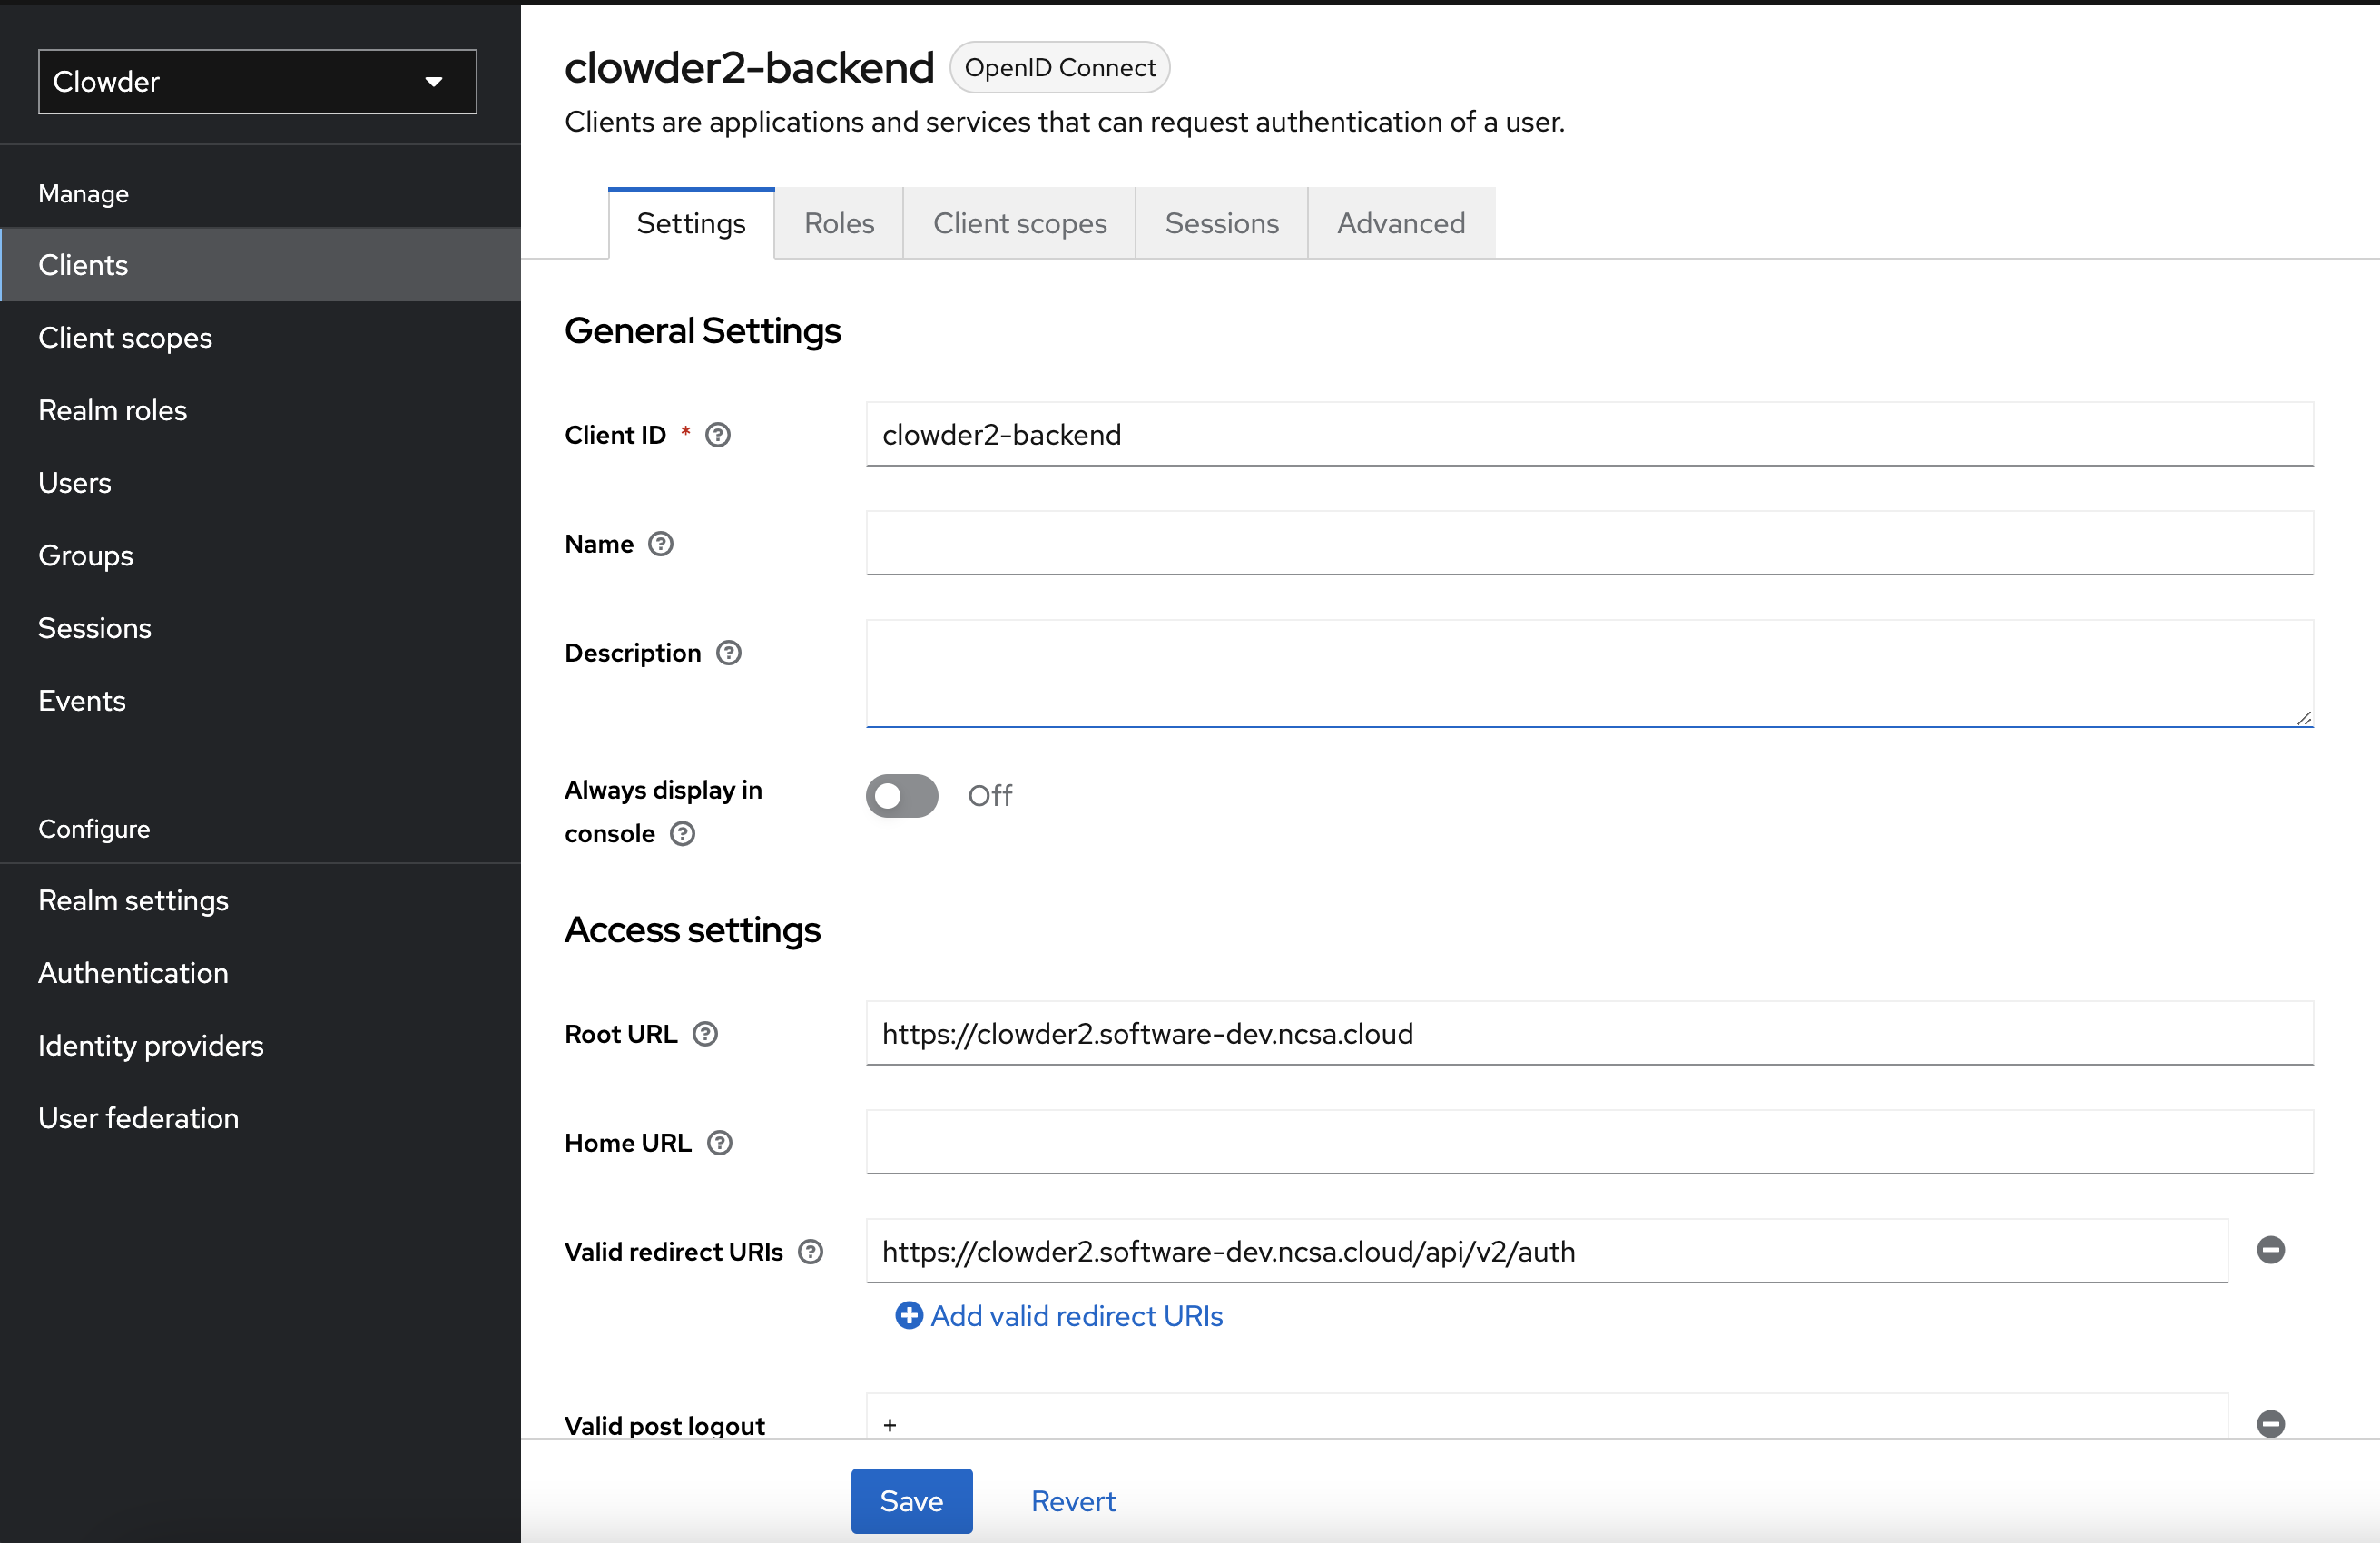 Clowder
Manage
Clients
Client scopes
Realm roles
Users
Groups
Sessions
Events
Configure
Realm settings
Authentication
Identity providers
User federation
clowder2-backend OpenID Connect
Clients are applications and services that can request authentication of a user.
Settings Roles Client scopes Sessions Advanced
General Settings
Client ID * clowder2-backend
Name
Description
Always display in
console
Off
Access settings
Root URL https://clowder2.software-dev.ncsa.cloud
Home URL
Valid redirect URIs https://clowder2.software-dev.ncsa.cloud/api/v2/auth
Add valid redirect URIs
Valid post logout +
Save Revert